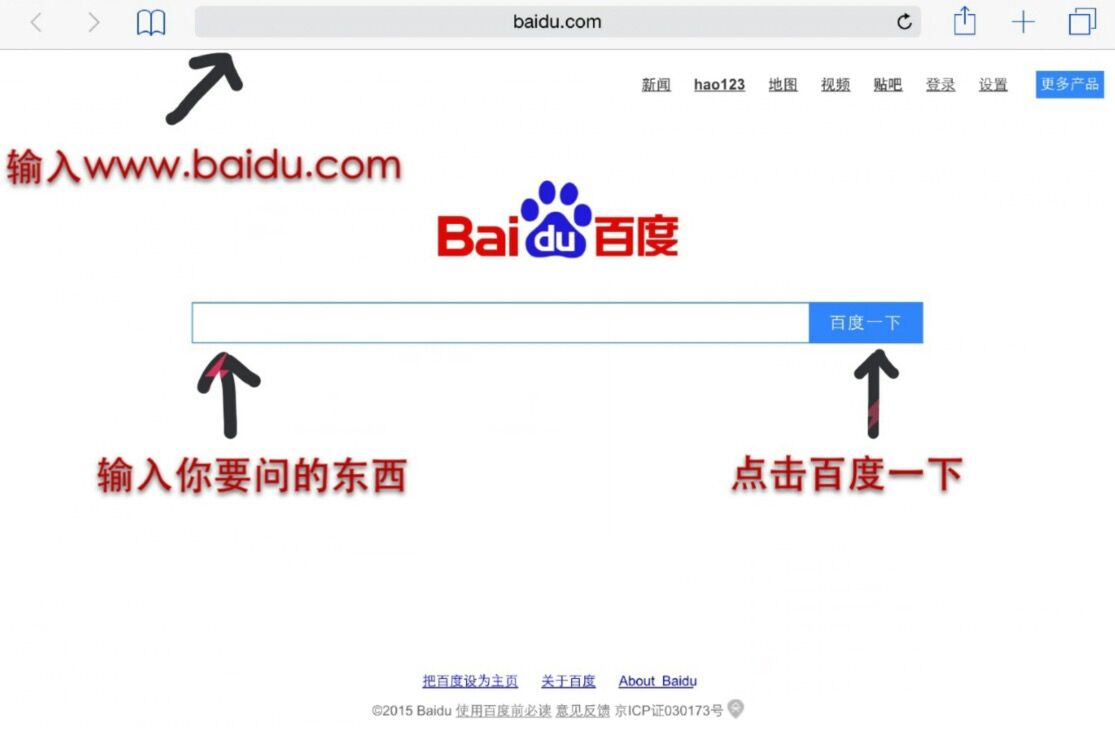 baidu.com
新闻 hao123 地图 视频 贴吧 登录 设置 更多产品
输入www.baidu.com
Bai du 百度
百度一下
输入你要问的东西
点击百度一下
把百度设为主页 关于百度 About Baidu
©2015 Baidu 使用百度前必读 意见反馈 京ICP证030173号